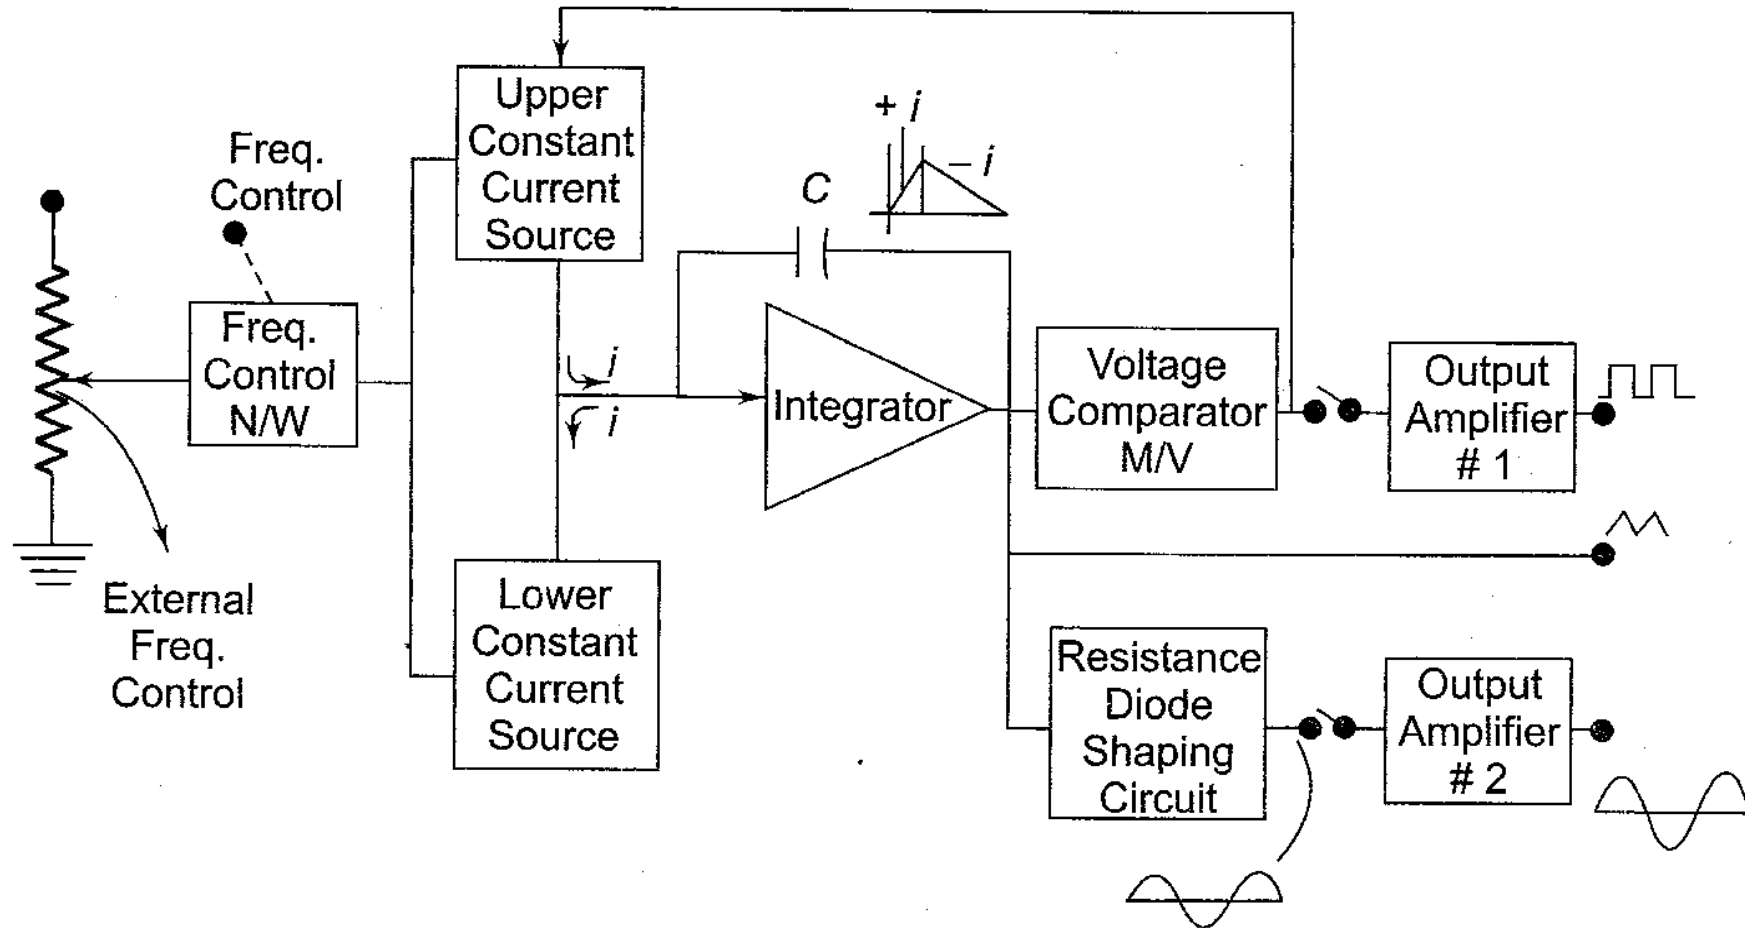 Upper
Constant
Current
Source
+ i
– i
Freq.
Control
C
Freq.
Control
N/W
i
i
Integrator
Voltage
Comparator
M/V
Output
Amplifier
# 1
External
Freq.
Control
Lower
Constant
Current
Source
Resistance
Diode
Shaping
Circuit
Output
Amplifier
# 2